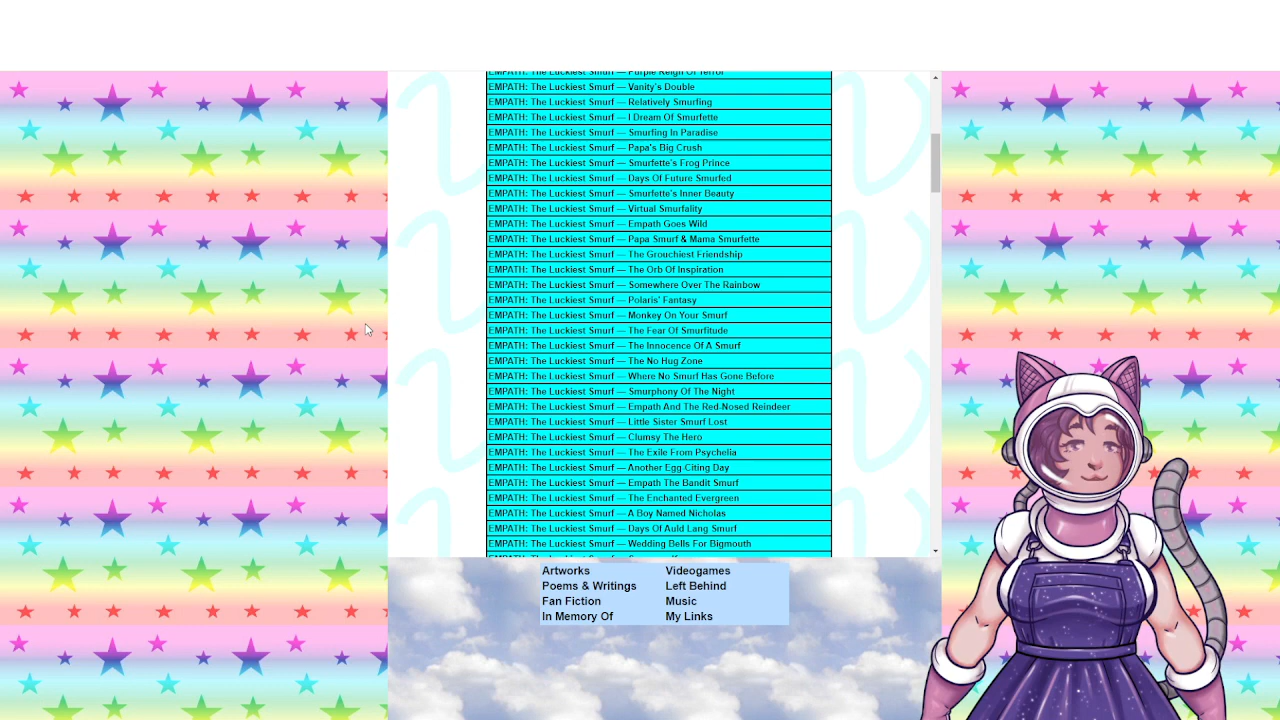 EMPATH: The Luckiest Smurf — Purple Reign Of Terror
EMPATH: The Luckiest Smurf — Vanity's Double
EMPATH: The Luckiest Smurf — Relatively Smurfing
EMPATH: The Luckiest Smurf — I Dream Of Smurfette
EMPATH: The Luckiest Smurf — Smurfing In Paradise
EMPATH: The Luckiest Smurf — Papa's Big Crush
EMPATH: The Luckiest Smurf — Smurfette's Frog Prince
EMPATH: The Luckiest Smurf — Days Of Future Smurfed
EMPATH: The Luckiest Smurf — Smurfette's Inner Beauty
EMPATH: The Luckiest Smurf — Virtual Smurfality
EMPATH: The Luckiest Smurf — Empath Goes Wild
EMPATH: The Luckiest Smurf — Papa Smurf & Mama Smurfette
EMPATH: The Luckiest Smurf — The Grouchiest Friendship
EMPATH: The Luckiest Smurf — The Orb Of Inspiration
EMPATH: The Luckiest Smurf — Somewhere Over The Rainbow
EMPATH: The Luckiest Smurf — Polaris' Fantasy
EMPATH: The Luckiest Smurf — Monkey On Your Smurf
EMPATH: The Luckiest Smurf — The Fear Of Smurfitude
EMPATH: The Luckiest Smurf — The Innocence Of A Smurf
EMPATH: The Luckiest Smurf — The No Hug Zone
EMPATH: The Luckiest Smurf — Where No Smurf Has Gone Before
EMPATH: The Luckiest Smurf — Smurphony Of The Night
EMPATH: The Luckiest Smurf — Empath And The Red-Nosed Reindeer
EMPATH: The Luckiest Smurf — Little Sister Smurf Lost
EMPATH: The Luckiest Smurf — Clumsy The Hero
EMPATH: The Luckiest Smurf — The Exile From Psychelia
EMPATH: The Luckiest Smurf — Another Egg-Citing Day
EMPATH: The Luckiest Smurf — Empath The Bandit Smurf
EMPATH: The Luckiest Smurf — The Enchanted Evergreen
EMPATH: The Luckiest Smurf — A Boy Named Nicholas
EMPATH: The Luckiest Smurf — Days Of Auld Lang Smurf
EMPATH: The Luckiest Smurf — Wedding Bells For Bigmouth
Artworks Videogames
Poems & Writings Left Behind
Fan Fiction Music
In Memory Of My Links